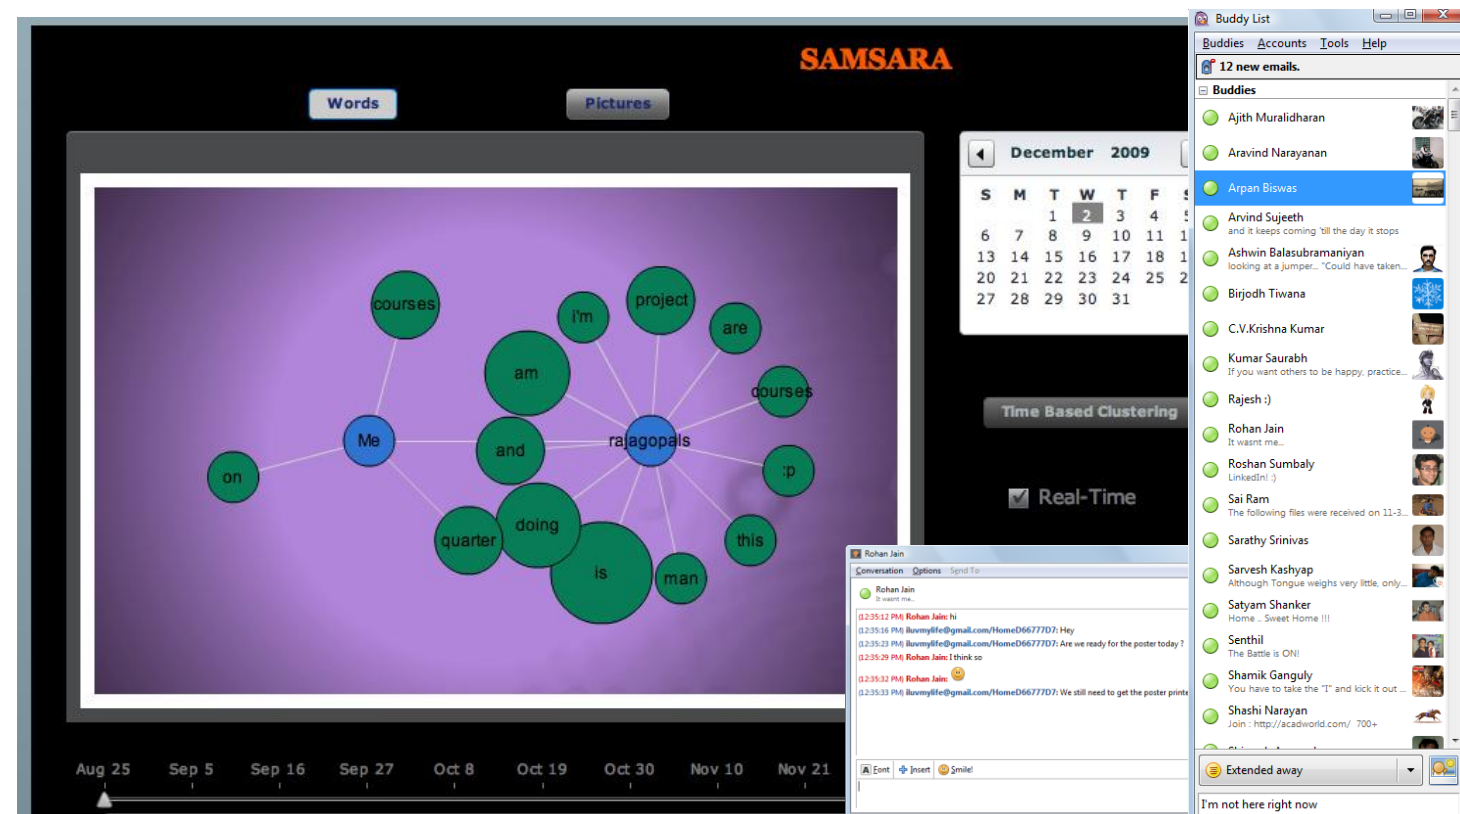 SAMSARA
Words
Pictures
courses
i'm
project
are
am
courses
Me
and
rajagopals
on
:p
doing
quarter
this
is
man
December 2009
S M T W T F S
1 2 3 4 5
6 7 8 9 10 11
13 14 15 16 17 18
20 21 22 23 24 25
27 28 29 30 31
Time Based Clustering
Real-Time
Aug 25 Sep 5 Sep 16 Sep 27 Oct 8 Oct 19 Oct 30 Nov 10 Nov 21
Rohan Jain
Conversation Options Send To
Rohan Jain
It wasnt me..
(12:35:12 PM) Rohan Jain: hi
(12:35:16 PM) iluvmylife@gmail.com/HomeD66777D7: Hey
(12:35:23 PM) iluvmylife@gmail.com/HomeD66777D7: Are we ready for the poster today ?
(12:35:29 PM) Rohan Jain: I think so
(12:35:32 PM) Rohan Jain:
(12:35:33 PM) iluvmylife@gmail.com/HomeD66777D7: We still need to get the poster printe
Font Insert Smile!
Buddy List
Buddies Accounts Tools Help
12 new emails.
Buddies
Ajith Muralidharan
Aravind Narayanan
Arpan Biswas
Arvind Sujeeth
and it keeps coming 'till the day it stops
Ashwin Balasubramaniyan
looking at a jumper... "Could have taken...
Birjodh Tiwana
C.V.Krishna Kumar
Kumar Saurabh
If you want others to be happy, practice...
Rajesh :)
Rohan Jain
It wasnt me..
Roshan Sumbaly
LinkedIn! :)
Sai Ram
The following files were received on 11-3...
Sarathy Srinivas
Sarvesh Kashyap
Although Tongue weighs very little, only...
Satyam Shanker
Home .. Sweet Home !!!
Senthil
The Battle is ON!
Shamik Ganguly
You have to take the "I" and kick it out ...
Shashi Narayan
Join : http://acadworld.com/ 700+
Extended away
I'm not here right now